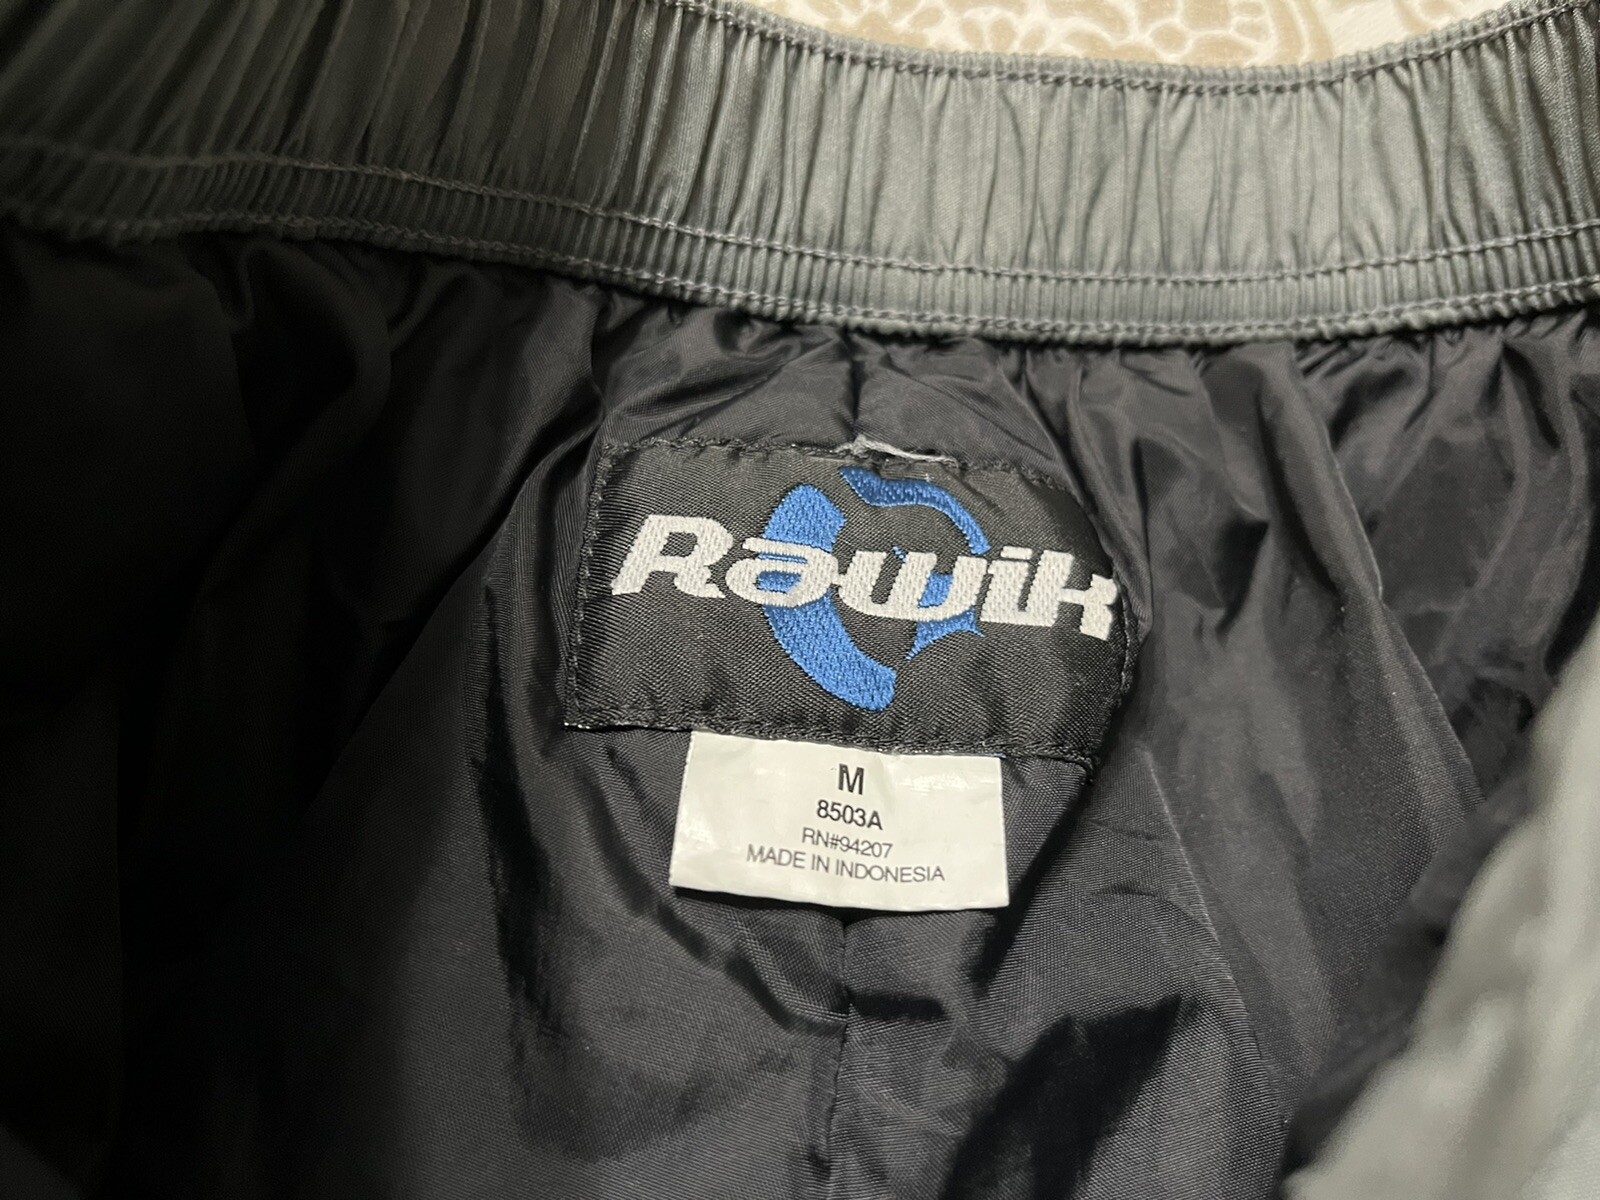 Rawik
M
8503A
RN#94207
MADE IN INDONESIA